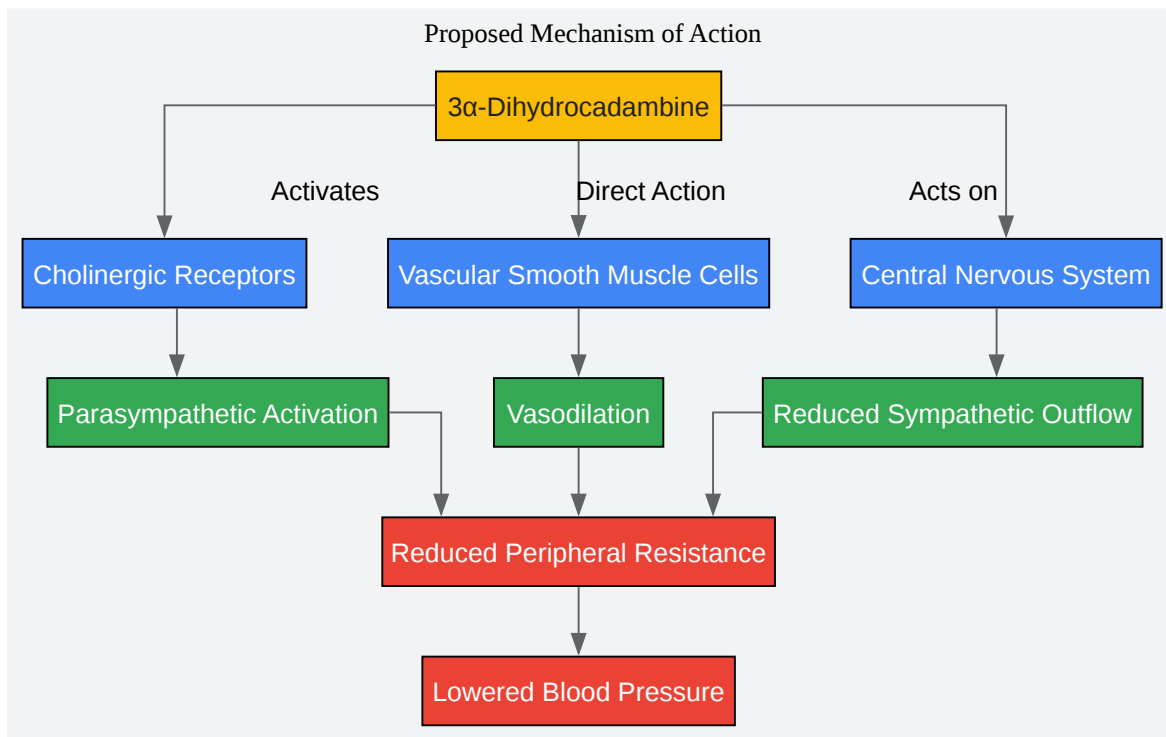 Proposed Mechanism of Action
3α-Dihydrocadambine
Activates
Direct Action
Acts on
Cholinergic Receptors
Vascular Smooth Muscle Cells
Central Nervous System
Parasympathetic Activation
Vasodilation
Reduced Sympathetic Outflow
Reduced Peripheral Resistance
Lowered Blood Pressure